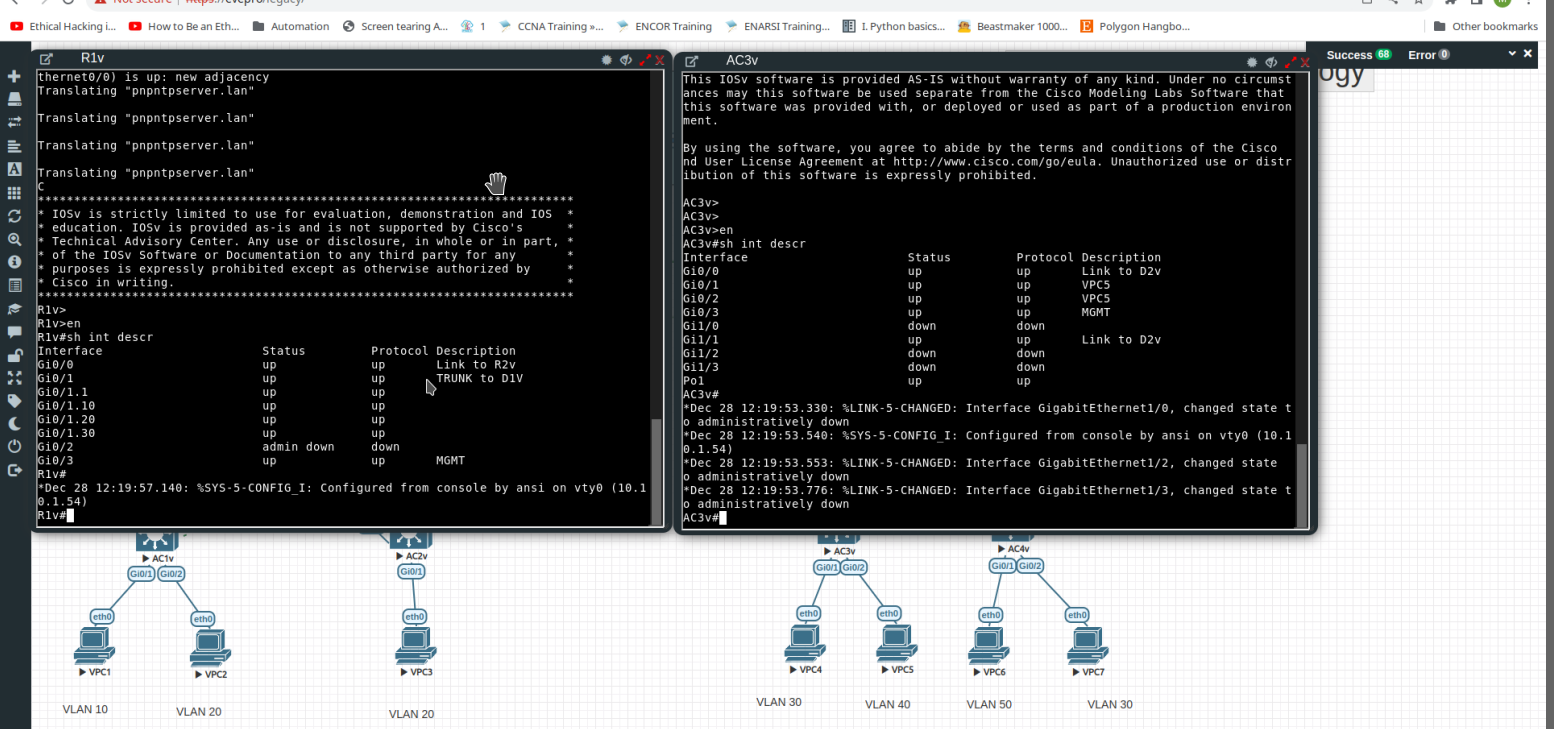 Not secure
https://evepro/legacy/
Ethical Hacking i...
How to Be an Eth...
Automation
Screen tearing A...
1
CCNA Training »...
ENCOR Training
ENARSI Training...
I. Python basics...
Beastmaker 1000...
Polygon Hangbo...
Other bookmarks
R1v
thernet0/0) is up: new adjacency
Translating "pnpntpserver.lan"
Translating "pnpntpserver.lan"
Translating "pnpntpserver.lan"
Translating "pnpntpserver.lan"
C
**************************************************************************
* IOSv is strictly limited to use for evaluation, demonstration and IOS  *
* education. IOSv is provided as-is and is not supported by Cisco's      *
* Technical Advisory Center. Any use or disclosure, in whole or in part, *
* of the IOSv Software or Documentation to any third party for any       *
* purposes is expressly prohibited except as otherwise authorized by     *
* Cisco in writing.                                                      *
**************************************************************************
R1v>
R1v>en
R1v#sh int descr
Interface Status Protocol Description
Gi0/0 up up Link to R2v
Gi0/1 up up TRUNK to D1V
Gi0/1.1 up up
Gi0/1.10 up up
Gi0/1.20 up up
Gi0/1.30 up up
Gi0/2 admin down down
Gi0/3 up up MGMT
R1v#
*Dec 28 12:19:57.140: %SYS-5-CONFIG_I: Configured from console by ansi on vty0 (10.1
0.1.54)
R1v#
AC3v
This IOSv software is provided AS-IS without warranty of any kind. Under no circumst
ances may this software be used separate from the Cisco Modeling Labs Software that
this software was provided with, or deployed or used as part of a production environ
ment.
By using the software, you agree to abide by the terms and conditions of the Cisco
nd User License Agreement at http://www.cisco.com/go/eula. Unauthorized use or distr
ibution of this software is expressly prohibited.
AC3v>
AC3v>
AC3v>en
AC3v#sh int descr
Interface Status Protocol Description
Gi0/0 up up Link to D2v
Gi0/1 up up VPC5
Gi0/2 up up VPC5
Gi0/3 up up MGMT
Gi1/0 down down
Gi1/1 up up Link to D2v
Gi1/2 down down
Gi1/3 down down
Po1 up up
AC3v#
*Dec 28 12:19:53.330: %LINK-5-CHANGED: Interface GigabitEthernet1/0, changed state t
o administratively down
*Dec 28 12:19:53.540: %SYS-5-CONFIG_I: Configured from console by ansi on vty0 (10.1
0.1.54)
*Dec 28 12:19:53.553: %LINK-5-CHANGED: Interface GigabitEthernet1/2, changed state
o administratively down
*Dec 28 12:19:53.776: %LINK-5-CHANGED: Interface GigabitEthernet1/3, changed state t
o administratively down
AC3v#
Success 68 Error 0
ogy
AC1v
AC2v
AC3v
AC4v
Gi0/1 Gi0/2
Gi0/1
Gi0/1 Gi0/2
Gi0/1 Gi0/2
eth0
eth0
eth0
eth0
eth0
eth0
eth0
VPC1
VPC2
VPC3
VPC4
VPC5
VPC6
VPC7
VLAN 10
VLAN 20
VLAN 20
VLAN 30
VLAN 40
VLAN 50
VLAN 30